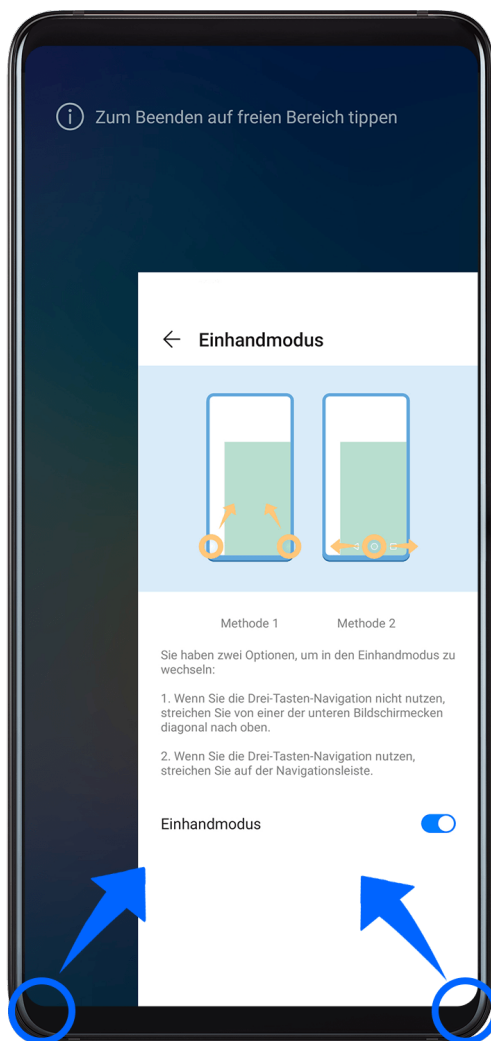 Zum Beenden auf freien Bereich tippen
Einhandmodus
Methode 1
Methode 2
Sie haben zwei Optionen, um in den Einhandmodus zu
wechseln:
1. Wenn Sie die Drei-Tasten-Navigation nicht nutzen,
streichen Sie von einer der unteren Bildschirmecken
diagonal nach oben.
2. Wenn Sie die Drei-Tasten-Navigation nutzen,
streichen Sie auf der Navigationsleiste.
Einhandmodus